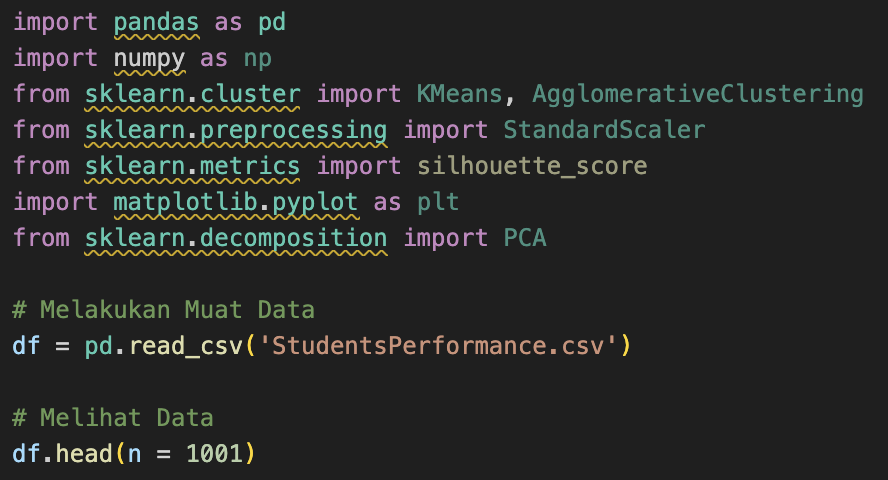 import pandas as pd
import numpy as np
from sklearn.cluster import KMeans, AgglomerativeClustering
from sklearn.preprocessing import StandardScaler
from sklearn.metrics import silhouette_score
import matplotlib.pyplot as plt
from sklearn.decomposition import PCA
# Melakukan Muat Data
df = pd.read_csv('StudentsPerformance.csv')
# Melihat Data
df.head(n = 1001)